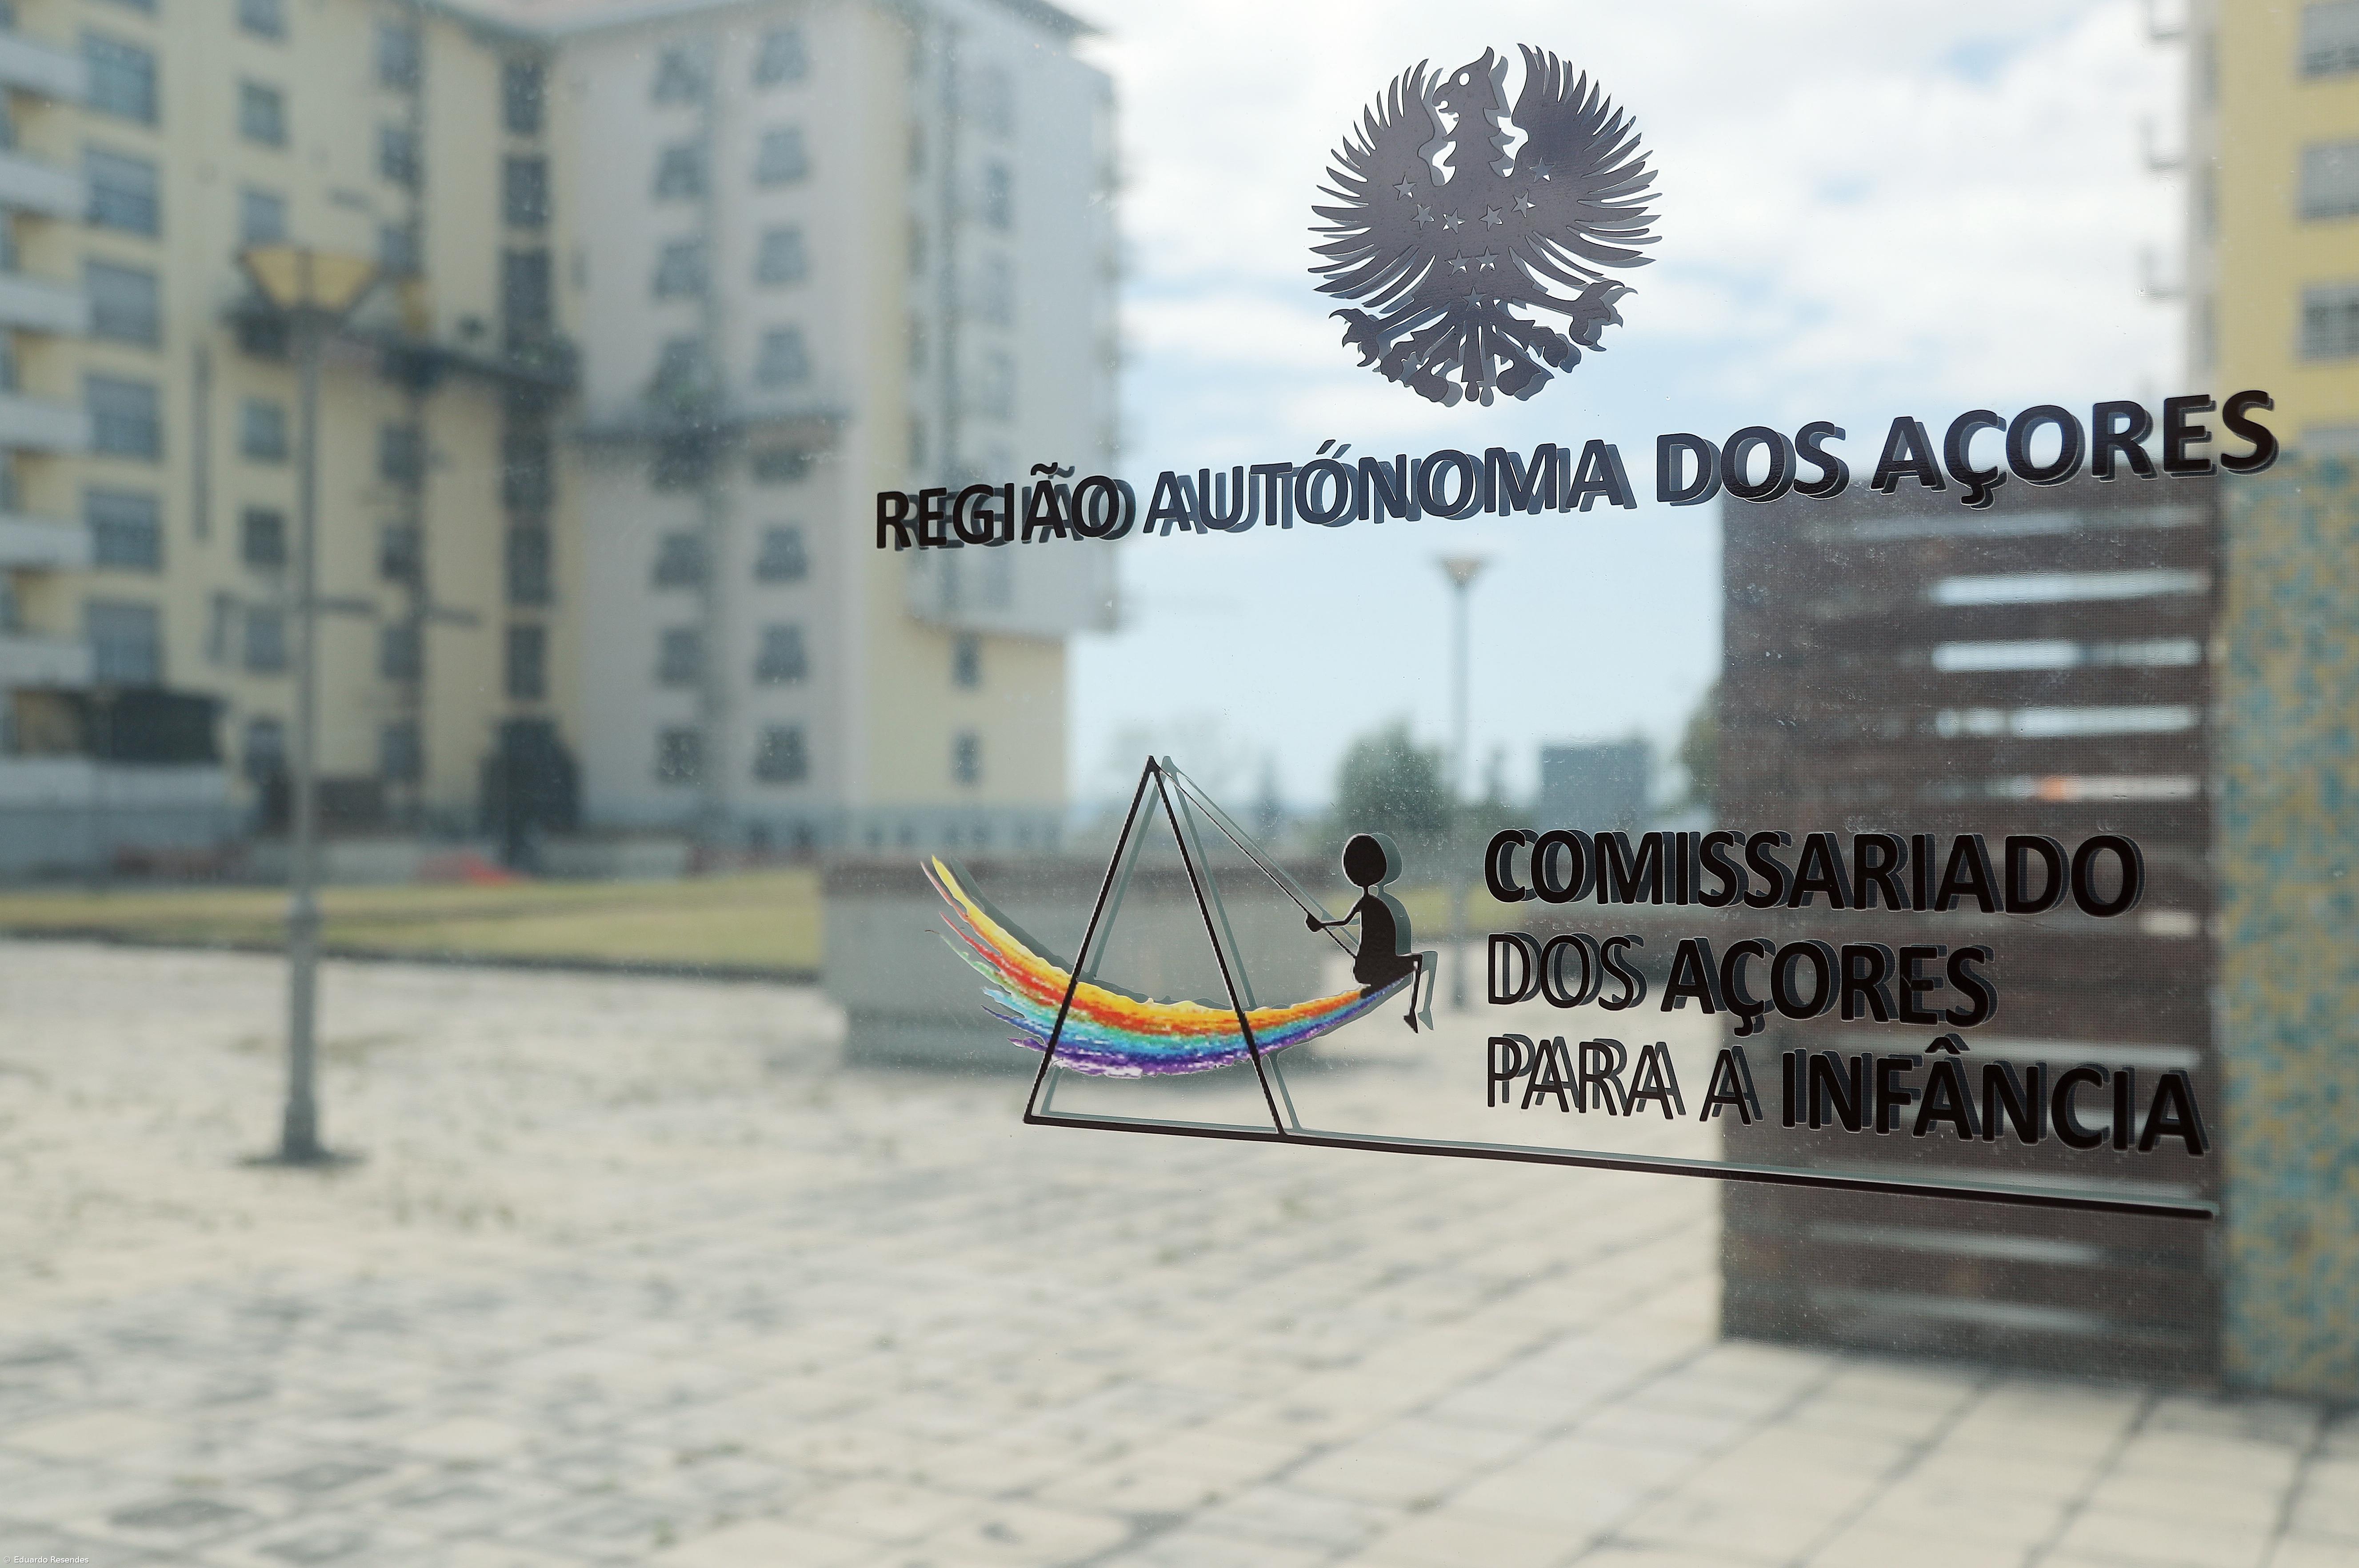 REGIÃO AUTÓNOMA DOS AÇORES
COMISSARIADO
DOS AÇORES
PARA A INFÂNCIA
© Eduardo Resendes